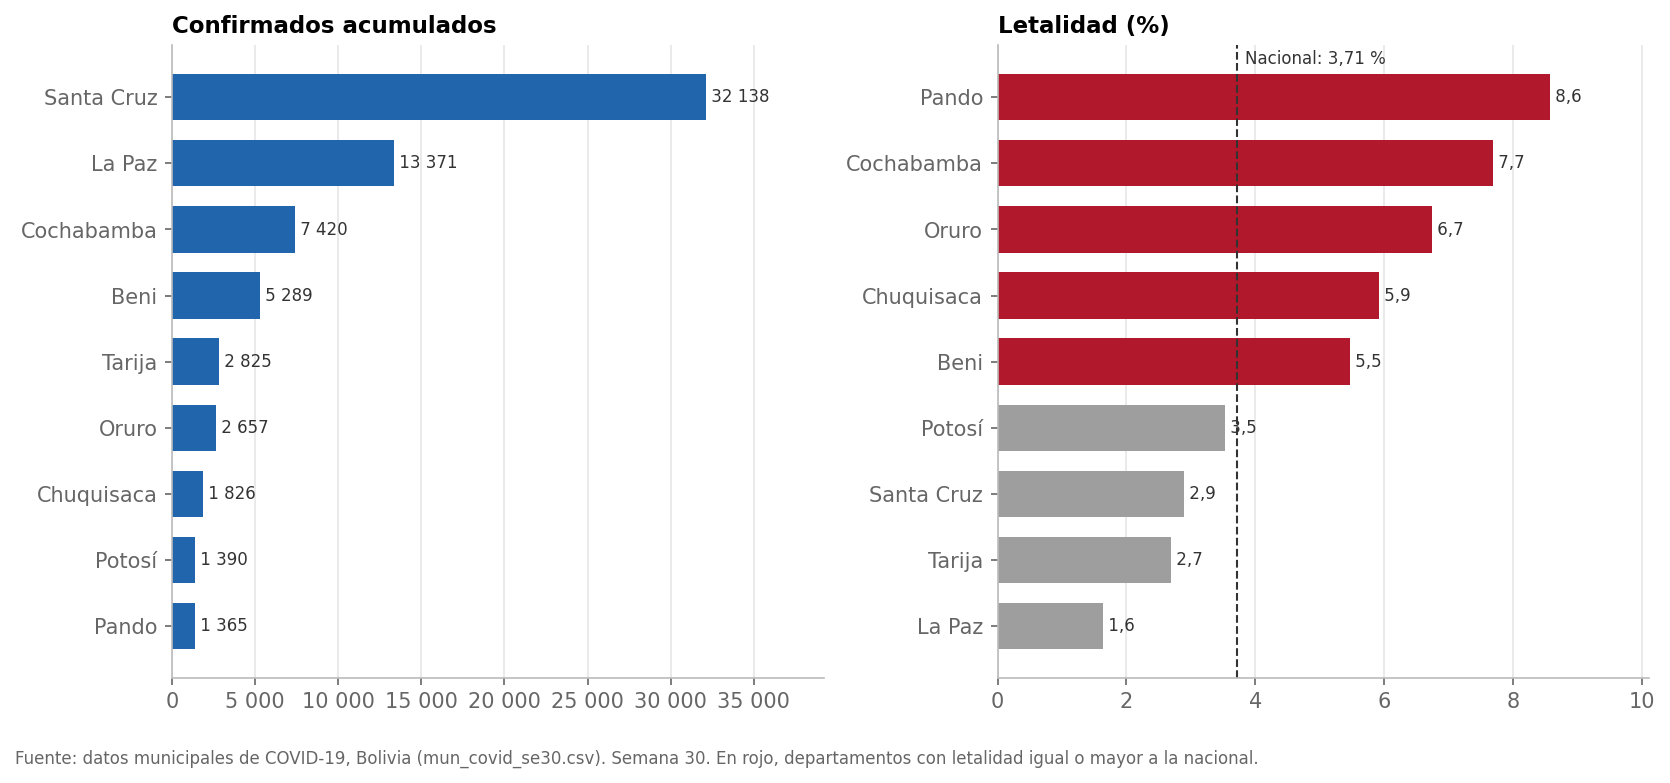 Confirmados acumulados
Santa Cruz 32 138
La Paz 13 371
Cochabamba 7 420
Beni 5 289
Tarija 2 825
Oruro 2 657
Chuquisaca 1 826
Potosí 1 390
Pando 1 365
0 5 000 10 000 15 000 20 000 25 000 30 000 35 000
Letalidad (%)
Nacional: 3,71 %
Pando 8,6
Cochabamba 7,7
Oruro 6,7
Chuquisaca 5,9
Beni 5,5
Potosí 3,5
Santa Cruz 2,9
Tarija 2,7
La Paz 1,6
0 2 4 6 8 10
Fuente: datos municipales de COVID-19, Bolivia (mun_covid_se30.csv). Semana 30. En rojo, departamentos con letalidad igual o mayor a la nacional.